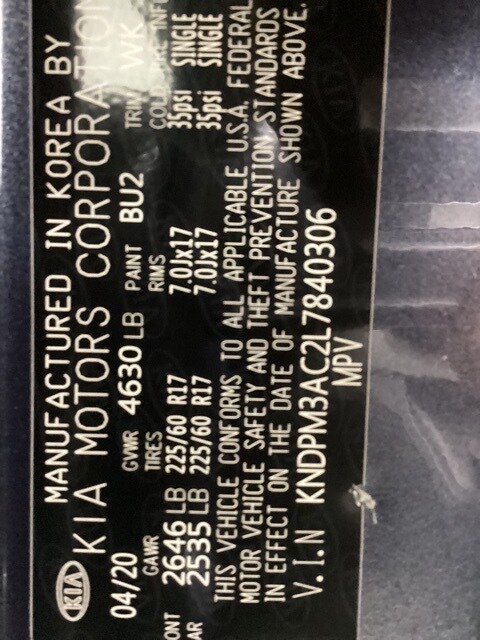 MANUFACTURED IN KOREA BY
KIA KIA MOTORS CORPORATION
04/20 GVWR 4630 LB PAINT BU2 TRIM WK
GAWR TIRES RIMS COLD TIRE INF
ONT 2646 LB 225/60 R17 7.0Jx17 35psi SINGLE
AR 2535 LB 225/60 R17 7.0Jx17 35psi SINGLE
THIS VEHICLE CONFORMS TO ALL APPLICABLE U.S.A. FEDERAL
MOTOR VEHICLE SAFETY AND THEFT PREVENTION STANDARDS
IN EFFECT ON THE DATE OF MANUFACTURE SHOWN ABOVE.
V.I.N KNDPM3AC2L7840306
MPV